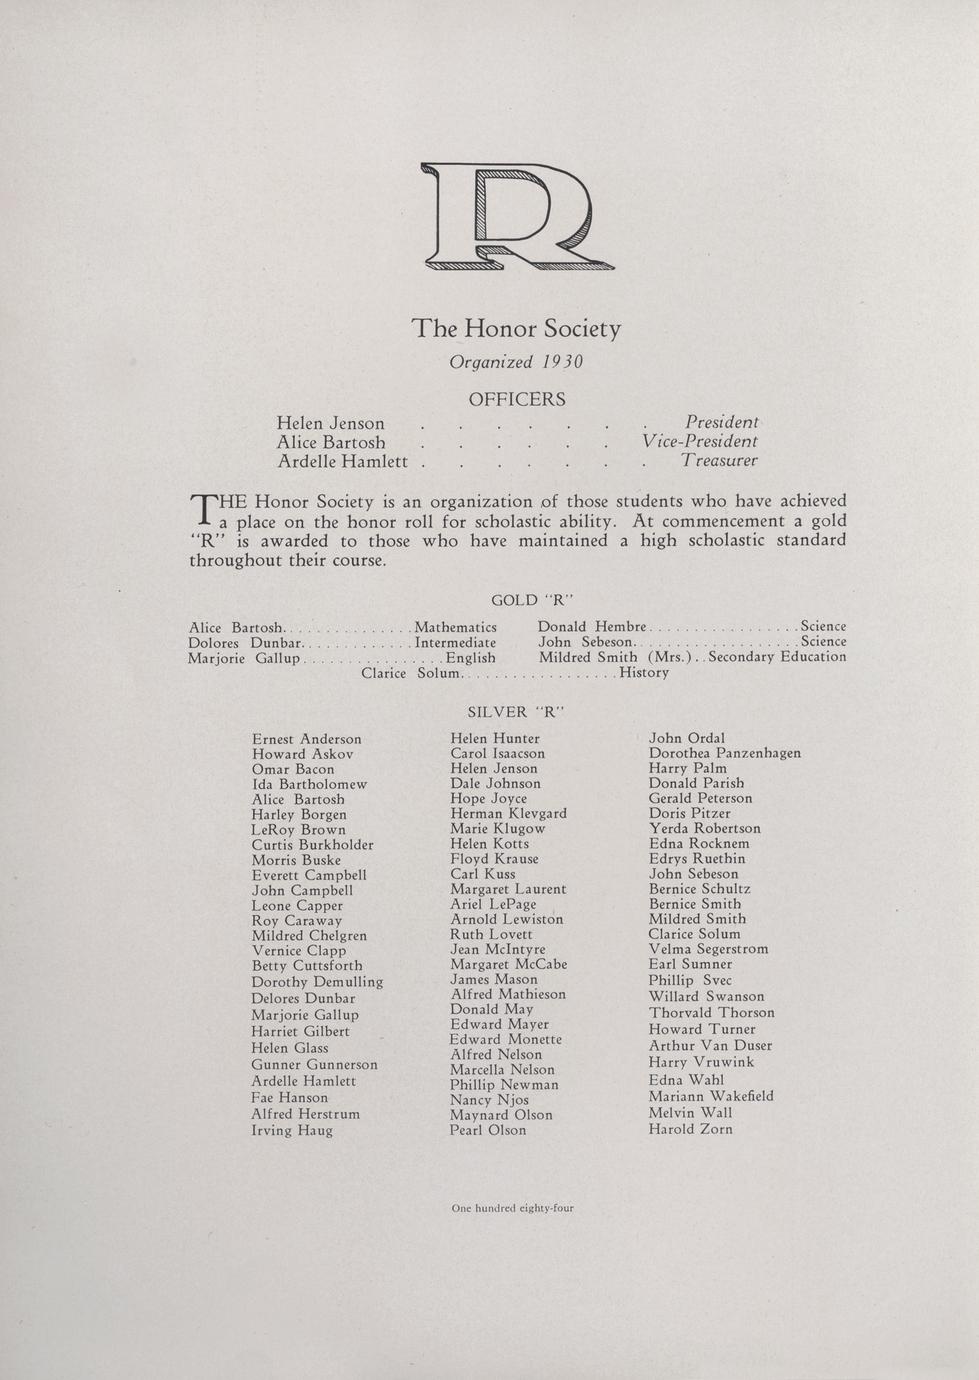 R
The Honor Society
Organized 1930
OFFICERS
Helen Jenson . . . . . . . President
Alice Bartosh . . . . . . Vice-President
Ardelle Hamlett . . . . . . . Treasurer
THE Honor Society is an organization of those students who have achieved
a place on the honor roll for scholastic ability. At commencement a gold
“R” is awarded to those who have maintained a high scholastic standard
throughout their course.
GOLD “R”
Alice Bartosh. . . . . . . . . . . . . . . Mathematics
Dolores Dunbar. . . . . . . . . . . . . Intermediate
Marjorie Gallup . . . . . . . . . . . . . . . . English
Donald Hembre . . . . . . . . . . . . . . . . . Science
John Sebeson. . . . . . . . . . . . . . . . . . . Science
Mildred Smith (Mrs.) . . Secondary Education
Clarice Solum. . . . . . . . . . . . . . . . . . History
SILVER “R”
Ernest Anderson
Howard Askov
Omar Bacon
Ida Bartholomew
Alice Bartosh
Harley Borgen
LeRoy Brown
Curtis Burkholder
Morris Buske
Everett Campbell
John Campbell
Leone Capper
Roy Caraway
Mildred Chelgren
Vernice Clapp
Betty Cuttsforth
Dorothy Demulling
Delores Dunbar
Marjorie Gallup
Harriet Gilbert
Helen Glass
Gunner Gunnerson
Ardelle Hamlett
Fae Hanson
Alfred Herstrum
Irving Haug
Helen Hunter
Carol Isaacson
Helen Jenson
Dale Johnson
Hope Joyce
Herman Klevgard
Marie Klugow
Helen Kotts
Floyd Krause
Carl Kuss
Margaret Laurent
Ariel LePage
Arnold Lewiston
Ruth Lovett
Jean McIntyre
Margaret McCabe
James Mason
Alfred Mathieson
Donald May
Edward Mayer
Edward Monette
Alfred Nelson
Marcella Nelson
Phillip Newman
Nancy Njos
Maynard Olson
Pearl Olson
John Ordal
Dorothea Panzenhagen
Harry Palm
Donald Parish
Gerald Peterson
Doris Pitzer
Yerda Robertson
Edna Rocknem
Edrys Ruethin
John Sebeson
Bernice Schultz
Bernice Smith
Mildred Smith
Clarice Solum
Velma Segerstrom
Earl Sumner
Phillip Svec
Willard Swanson
Thorvald Thorson
Howard Turner
Arthur Van Duser
Harry Vruwink
Edna Wahl
Mariann Wakefield
Melvin Wall
Harold Zorn
One hundred eighty-four